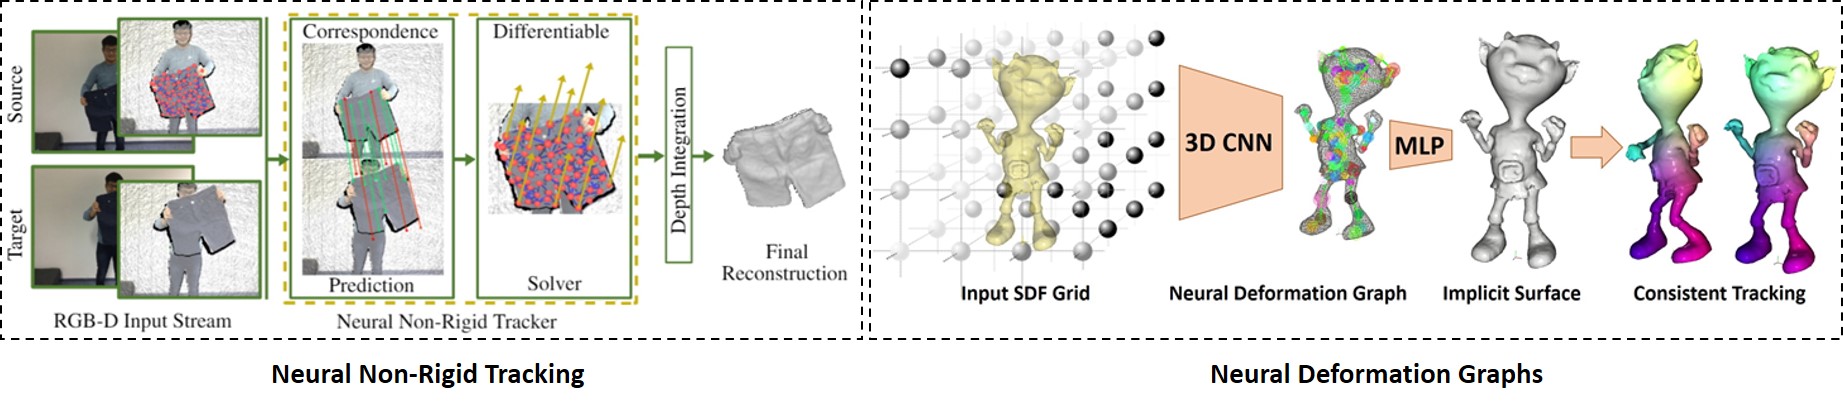 Source
Target
RGB-D Input Stream
Correspondence
Prediction
Differentiable
Solver
Neural Non-Rigid Tracker
Depth Integration
Final
Reconstruction
Neural Non-Rigid Tracking
Input SDF Grid
3D CNN
Neural Deformation Graph
MLP
Implicit Surface
Consistent Tracking
Neural Deformation Graphs